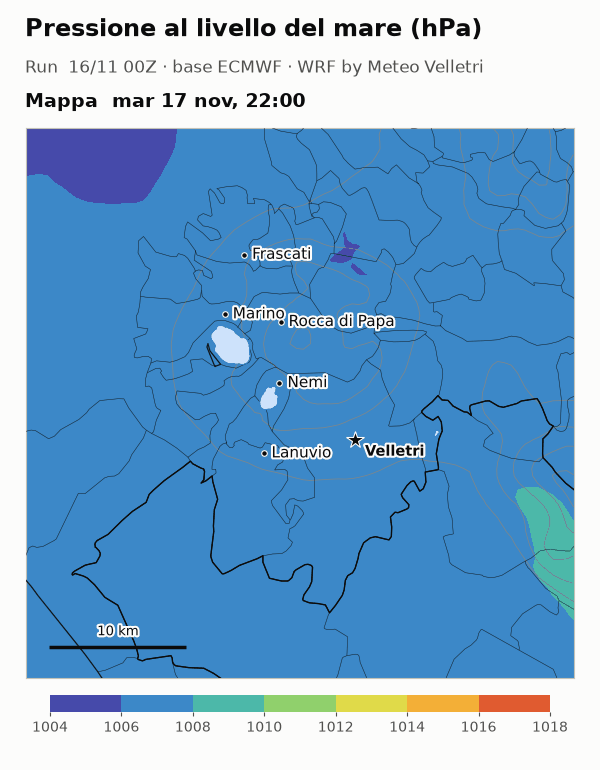 Pressione al livello del mare (hPa)
Run  16/11 00Z · base ECMWF · WRF by Meteo Velletri
Mappa  mar 17 nov, 22:00
Frascati
Marino
Rocca di Papa
Nemi
Velletri
Lanuvio
10 km
1004 1006 1008 1010 1012 1014 1016 1018